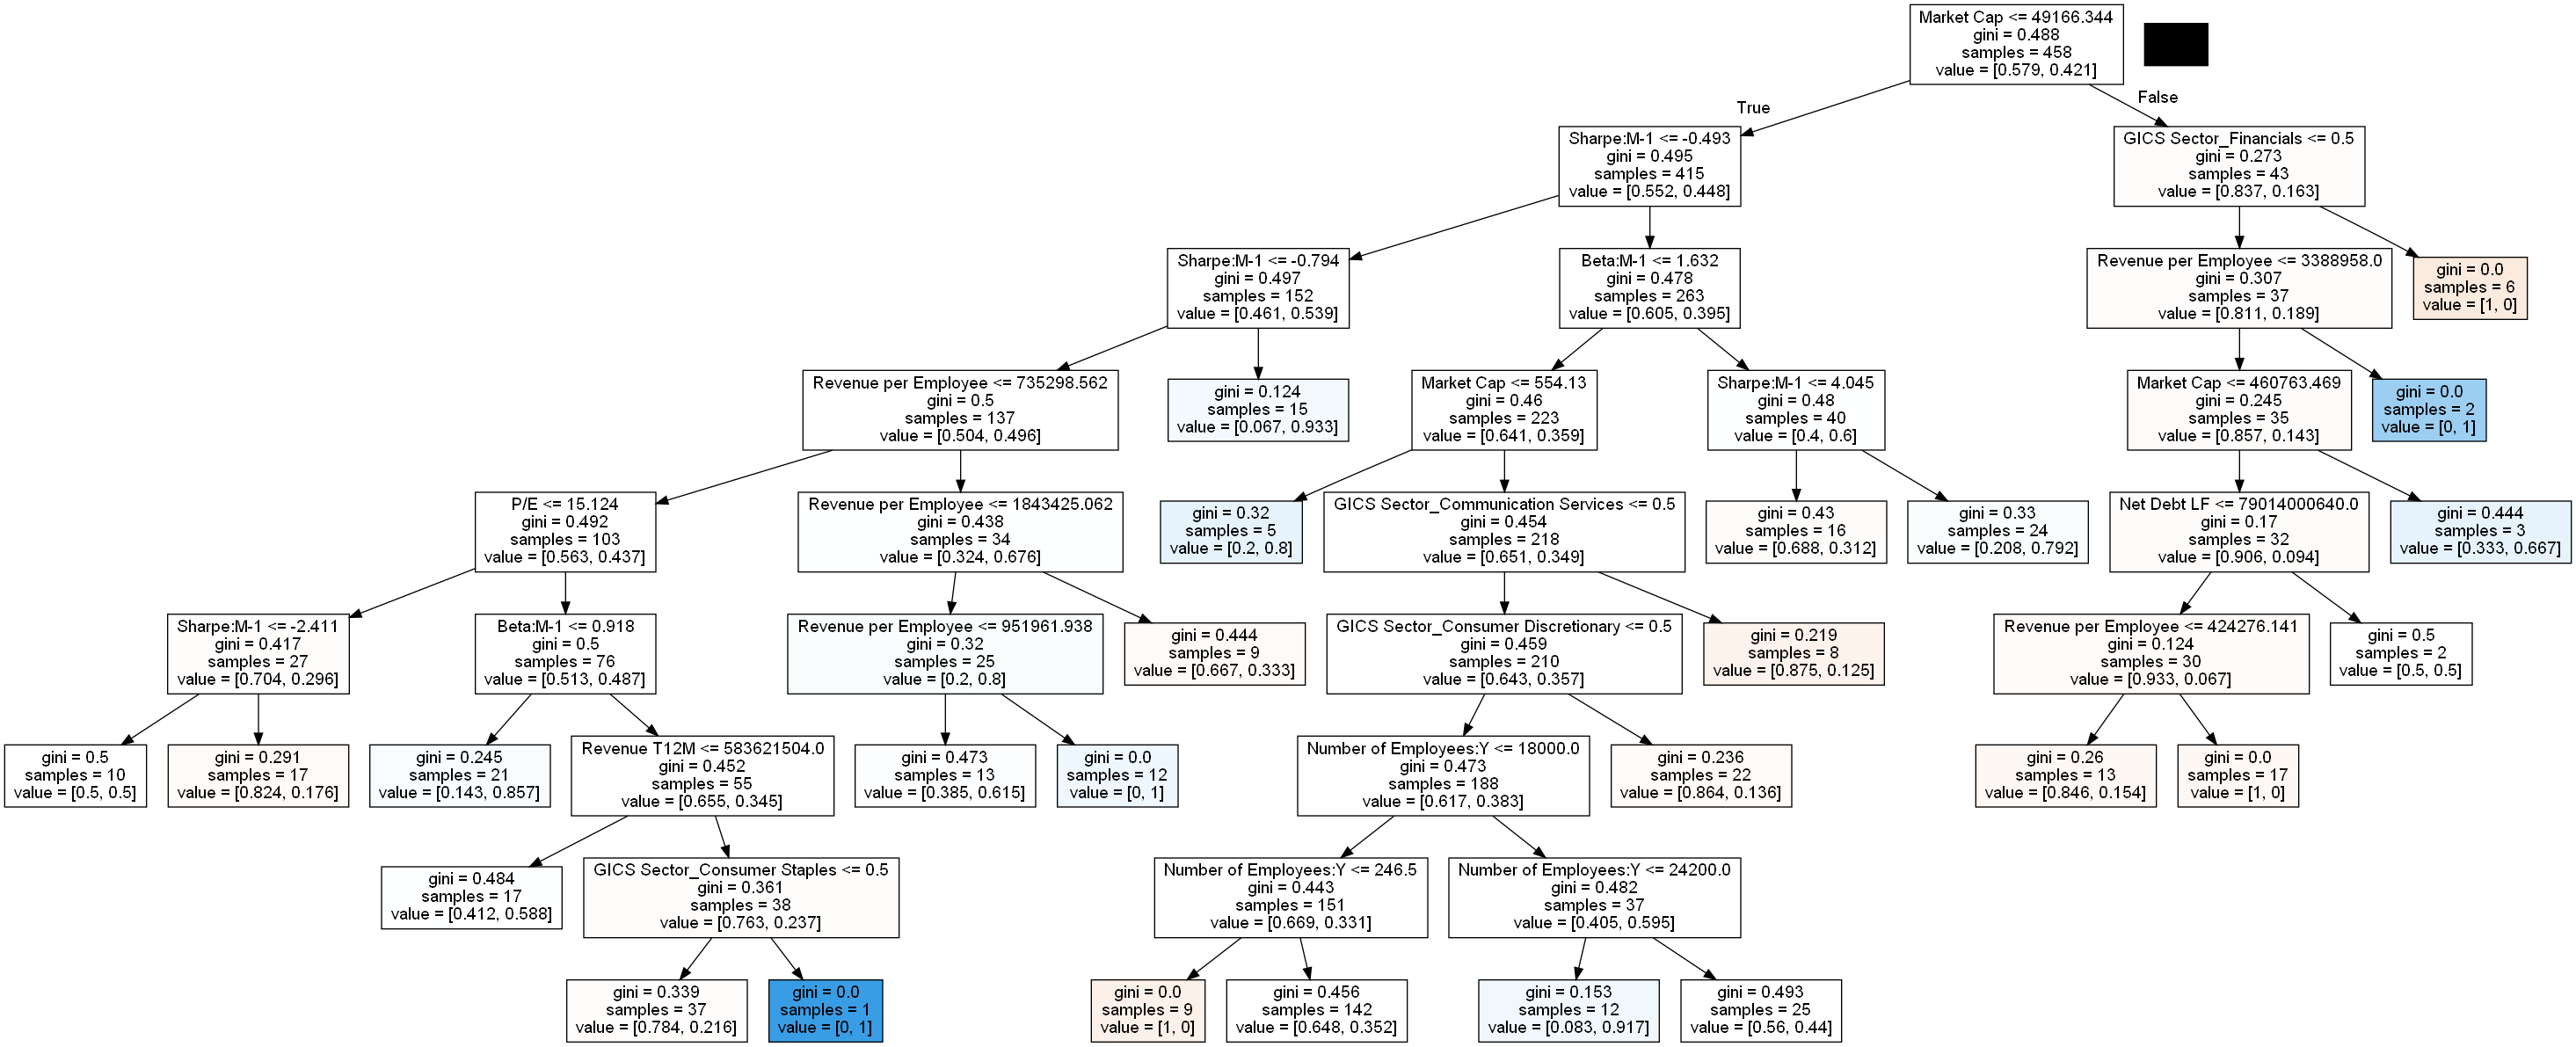 Market Cap <= 49166.344
gini = 0.488
samples = 458
value = [0.579, 0.421]
True
False
Sharpe:M-1 <= -0.493
gini = 0.495
samples = 415
value = [0.552, 0.448]
GICS Sector_Financials <= 0.5
gini = 0.273
samples = 43
value = [0.837, 0.163]
Sharpe:M-1 <= -0.794
gini = 0.497
samples = 152
value = [0.461, 0.539]
Beta:M-1 <= 1.632
gini = 0.478
samples = 263
value = [0.605, 0.395]
Revenue per Employee <= 3388958.0
gini = 0.307
samples = 37
value = [0.811, 0.189]
gini = 0.0
samples = 6
value = [1, 0]
Revenue per Employee <= 735298.562
gini = 0.5
samples = 137
value = [0.504, 0.496]
gini = 0.124
samples = 15
value = [0.067, 0.933]
Market Cap <= 554.13
gini = 0.46
samples = 223
value = [0.641, 0.359]
Sharpe:M-1 <= 4.045
gini = 0.48
samples = 40
value = [0.4, 0.6]
Market Cap <= 460763.469
gini = 0.245
samples = 35
value = [0.857, 0.143]
gini = 0.0
samples = 2
value = [0, 1]
P/E <= 15.124
gini = 0.492
samples = 103
value = [0.563, 0.437]
Revenue per Employee <= 1843425.062
gini = 0.438
samples = 34
value = [0.324, 0.676]
gini = 0.32
samples = 5
value = [0.2, 0.8]
GICS Sector_Communication Services <= 0.5
gini = 0.454
samples = 218
value = [0.651, 0.349]
gini = 0.43
samples = 16
value = [0.688, 0.312]
gini = 0.33
samples = 24
value = [0.208, 0.792]
Net Debt LF <= 79014000640.0
gini = 0.17
samples = 32
value = [0.906, 0.094]
gini = 0.444
samples = 3
value = [0.333, 0.667]
Sharpe:M-1 <= -2.411
gini = 0.417
samples = 27
value = [0.704, 0.296]
Beta:M-1 <= 0.918
gini = 0.5
samples = 76
value = [0.513, 0.487]
Revenue per Employee <= 951961.938
gini = 0.32
samples = 25
value = [0.2, 0.8]
gini = 0.444
samples = 9
value = [0.667, 0.333]
GICS Sector_Consumer Discretionary <= 0.5
gini = 0.459
samples = 210
value = [0.643, 0.357]
gini = 0.219
samples = 8
value = [0.875, 0.125]
Revenue per Employee <= 424276.141
gini = 0.124
samples = 30
value = [0.933, 0.067]
gini = 0.5
samples = 2
value = [0.5, 0.5]
gini = 0.5
samples = 10
value = [0.5, 0.5]
gini = 0.291
samples = 17
value = [0.824, 0.176]
gini = 0.245
samples = 21
value = [0.143, 0.857]
Revenue T12M <= 583621504.0
gini = 0.452
samples = 55
value = [0.655, 0.345]
gini = 0.473
samples = 13
value = [0.385, 0.615]
gini = 0.0
samples = 12
value = [0, 1]
Number of Employees:Y <= 18000.0
gini = 0.473
samples = 188
value = [0.617, 0.383]
gini = 0.236
samples = 22
value = [0.864, 0.136]
gini = 0.26
samples = 13
value = [0.846, 0.154]
gini = 0.0
samples = 17
value = [1, 0]
gini = 0.484
samples = 17
value = [0.412, 0.588]
GICS Sector_Consumer Staples <= 0.5
gini = 0.361
samples = 38
value = [0.763, 0.237]
Number of Employees:Y <= 246.5
gini = 0.443
samples = 151
value = [0.669, 0.331]
Number of Employees:Y <= 24200.0
gini = 0.482
samples = 37
value = [0.405, 0.595]
gini = 0.339
samples = 37
value = [0.784, 0.216]
gini = 0.0
samples = 1
value = [0, 1]
gini = 0.0
samples = 9
value = [1, 0]
gini = 0.456
samples = 142
value = [0.648, 0.352]
gini = 0.153
samples = 12
value = [0.083, 0.917]
gini = 0.493
samples = 25
value = [0.56, 0.44]